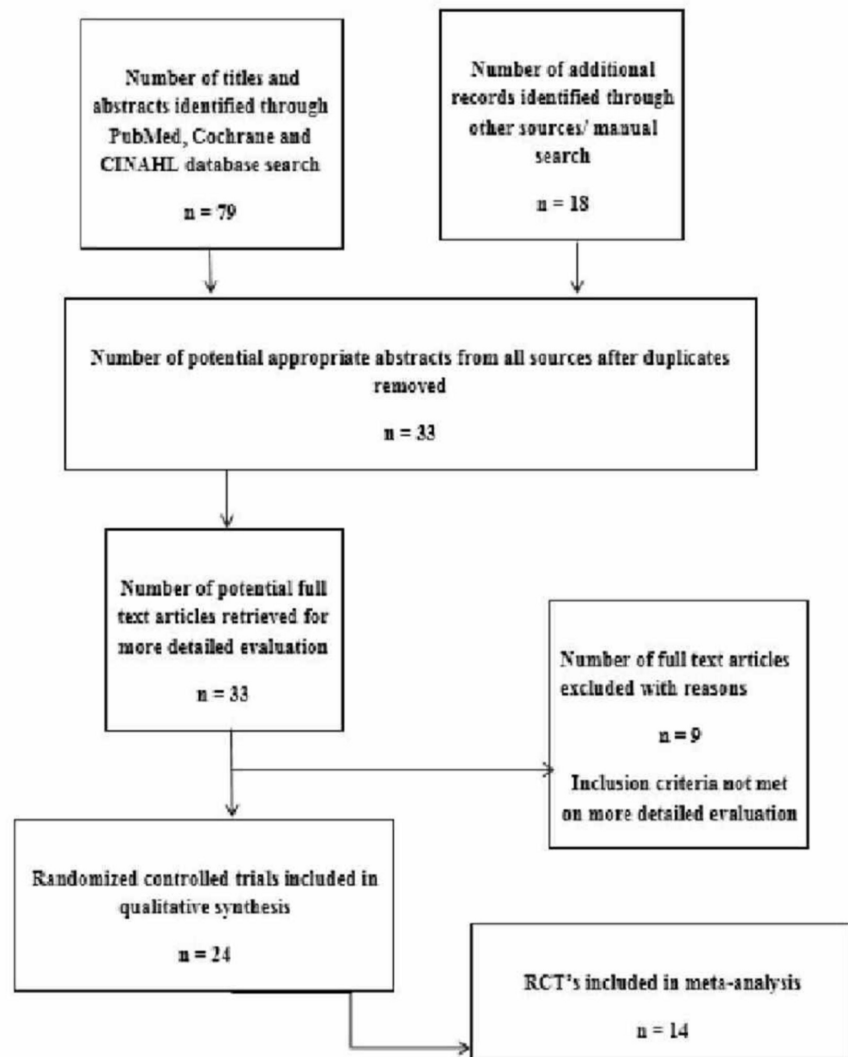 Number of titles and
abstracts identified through
PubMed, Cochrane and
CINAHL database search
n = 79
Number of additional
records identified through
other sources/ manual
search
n = 18
Number of potential appropriate abstracts from all sources after duplicates
removed
n = 33
Number of potential full
text articles retrieved for
more detailed evaluation
n = 33
Number of full text articles
excluded with reasons
n = 9
Inclusion criteria not met
on more detailed evaluation
Randomized controlled trials included in
qualitative synthesis
n = 24
RCT's included in meta-analysis
n = 14